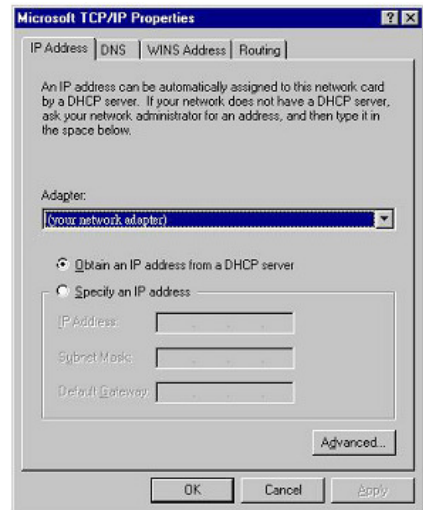 Microsoft TCP/IP Properties
IP Address DNS WINS Address Routing
An IP address can be automatically assigned to this network card
by a DHCP server. If your network does not have a DHCP server,
ask your network administrator for an address, and then type it in
the space below.
Adapter:
(your network adapter)
Obtain an IP address from a DHCP server
Specify an IP address
IP Address:
Subnet Mask:
Default Gateway:
Advanced...
OK Cancel Apply